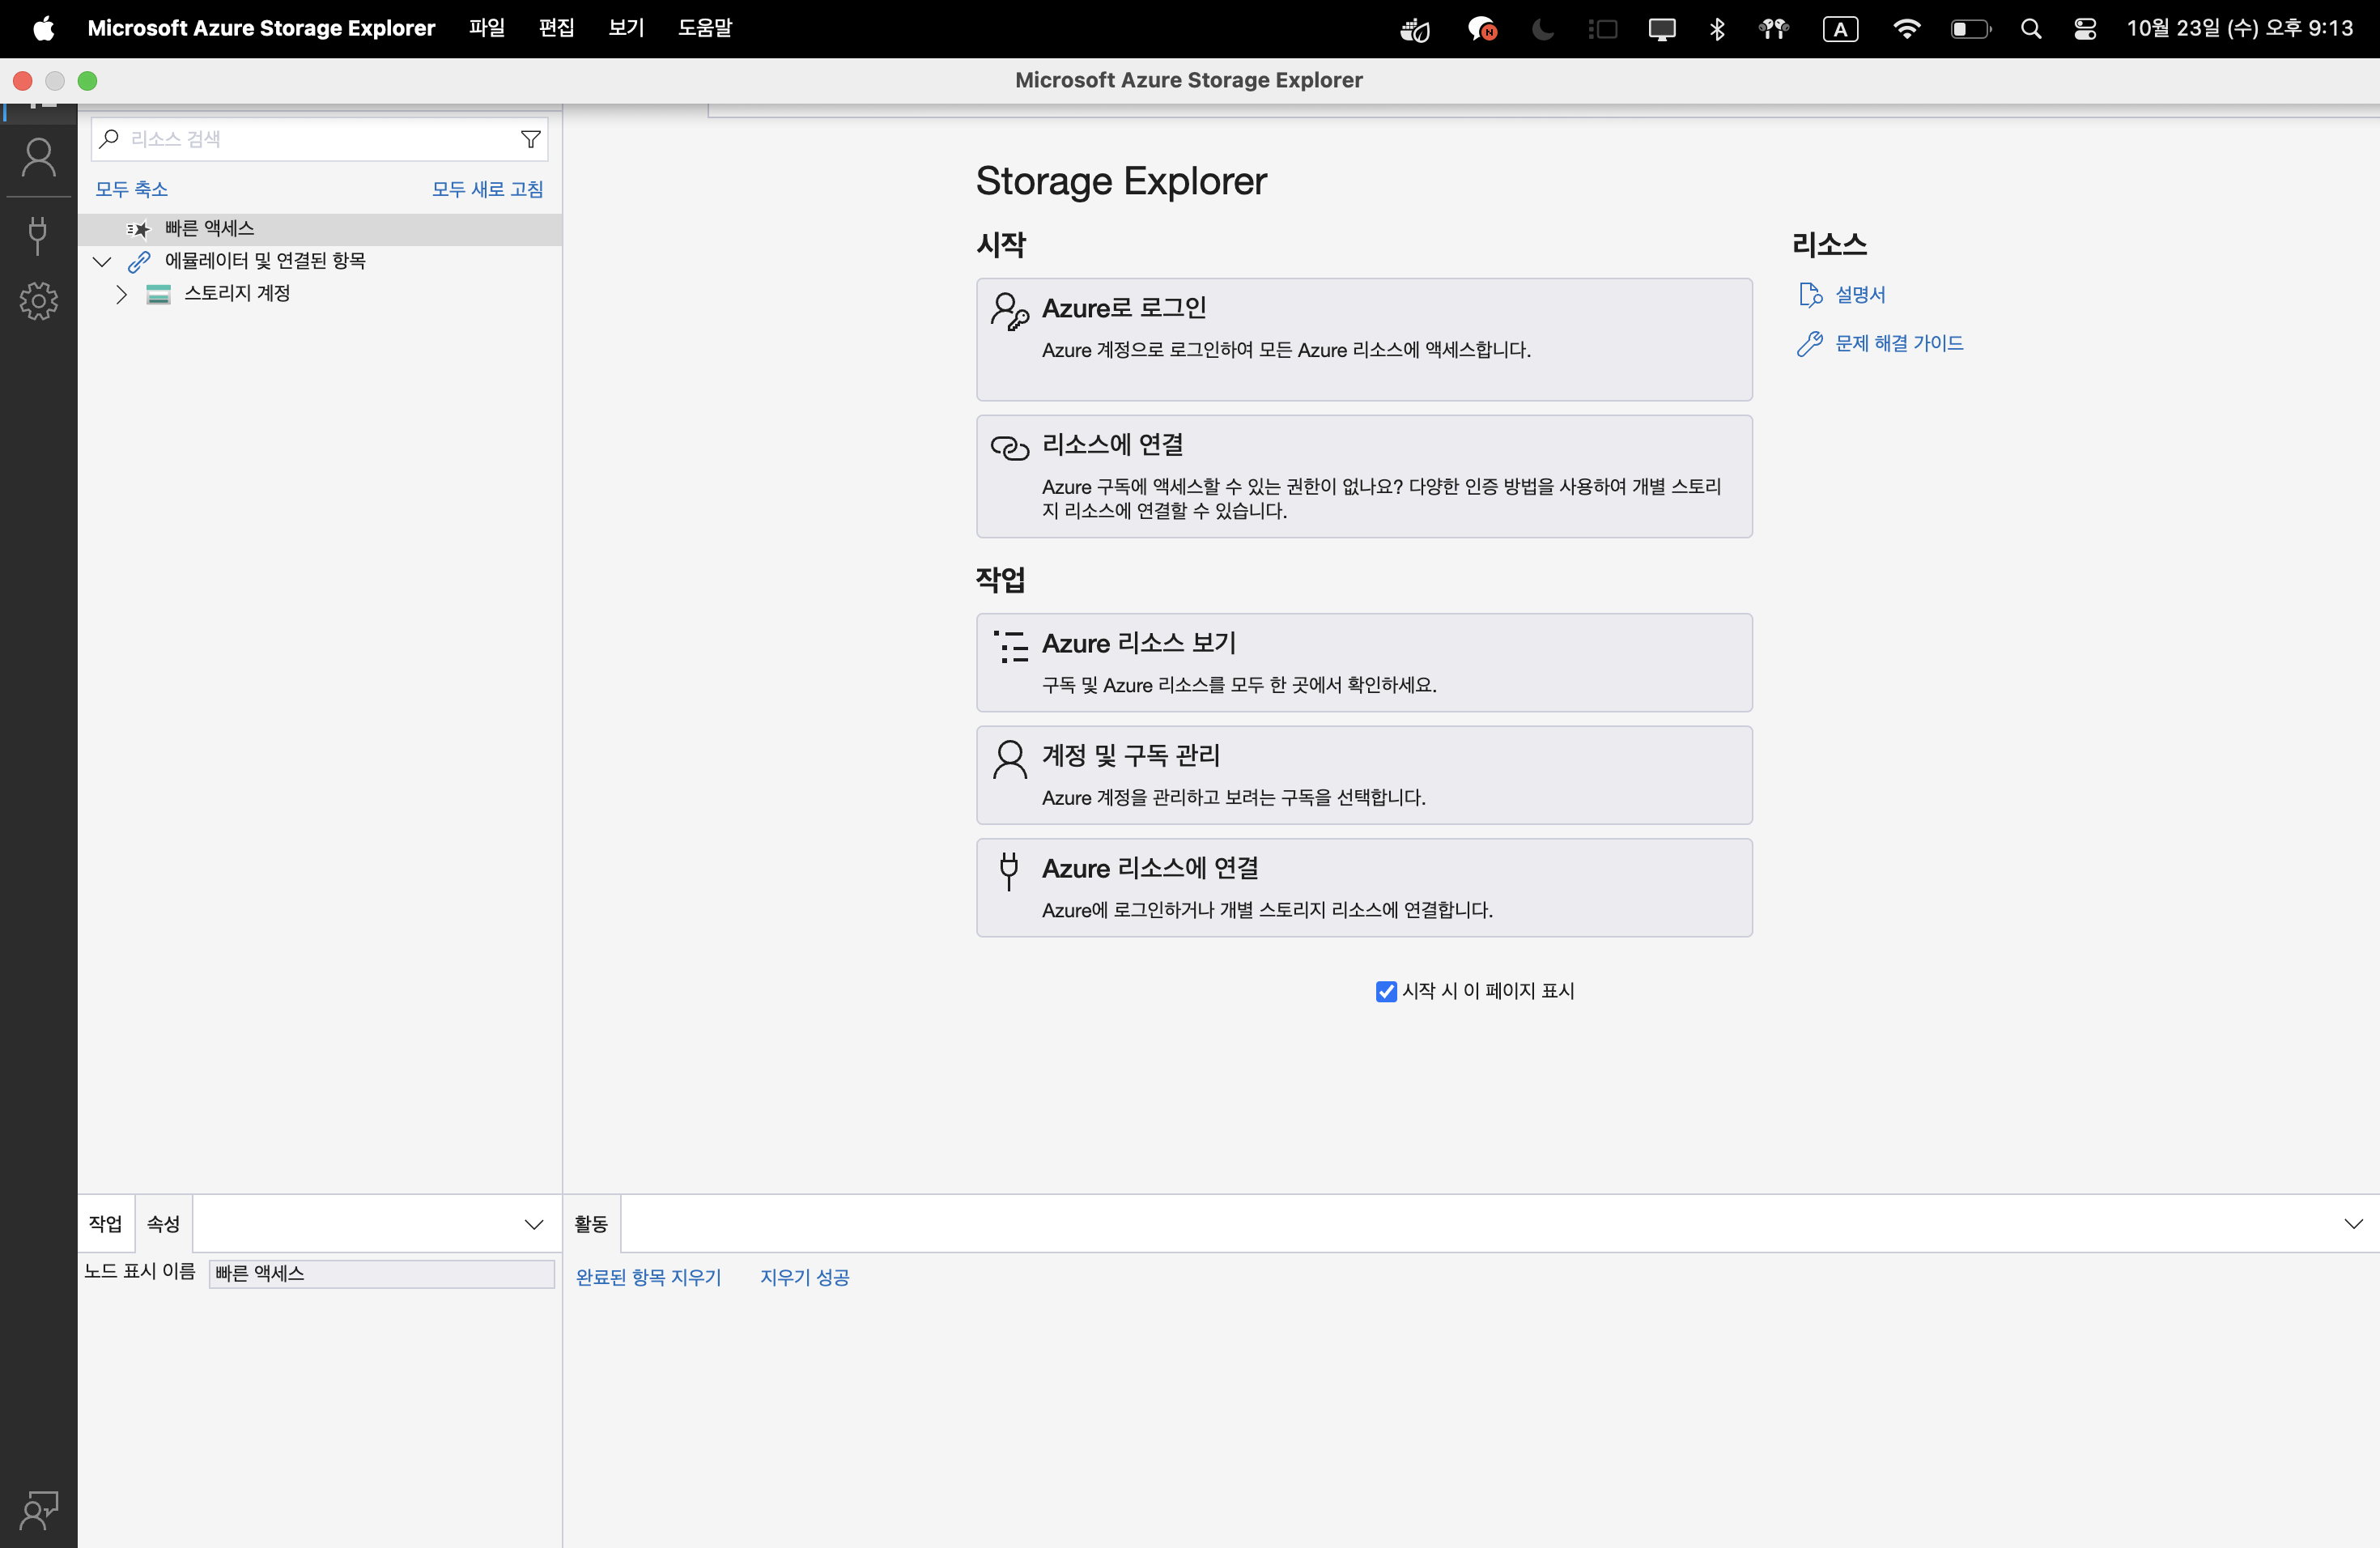 Microsoft Azure Storage Explorer 파일 편집 보기 도움말 A 10월 23일 (수) 오후 9:13
Microsoft Azure Storage Explorer
리소스 검색
모두 축소 모두 새로 고침
빠른 액세스
에뮬레이터 및 연결된 항목
스토리지 계정
Storage Explorer
시작
Azure로 로그인
Azure 계정으로 로그인하여 모든 Azure 리소스에 액세스합니다.
리소스에 연결
Azure 구독에 액세스할 수 있는 권한이 없나요? 다양한 인증 방법을 사용하여 개별 스토리
지 리소스에 연결할 수 있습니다.
작업
Azure 리소스 보기
구독 및 Azure 리소스를 모두 한 곳에서 확인하세요.
계정 및 구독 관리
Azure 계정을 관리하고 보려는 구독을 선택합니다.
Azure 리소스에 연결
Azure에 로그인하거나 개별 스토리지 리소스에 연결합니다.
시작 시 이 페이지 표시
리소스
설명서
문제 해결 가이드
작업 속성
노드 표시 이름 빠른 액세스
활동
완료된 항목 지우기 지우기 성공